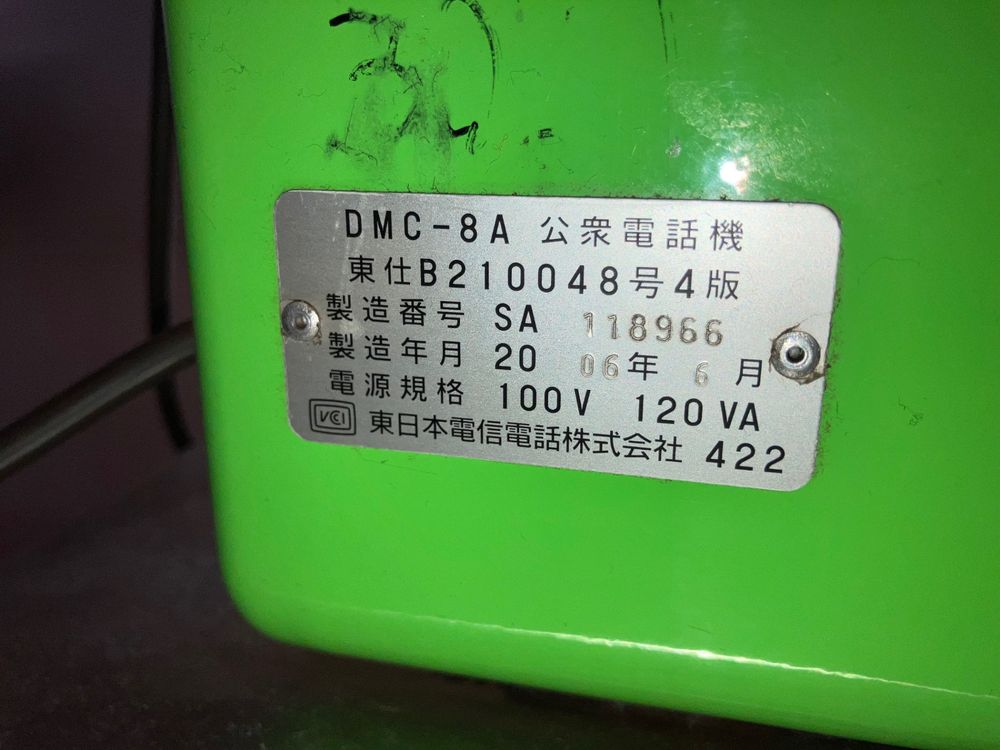 DMC-8A 公衆電話機
東仕B210048号4版
製造番号 SA 118966
製造年月 2006年 6月
電源規格 100V 120VA
VCCI 東日本電信電話株式会社 422